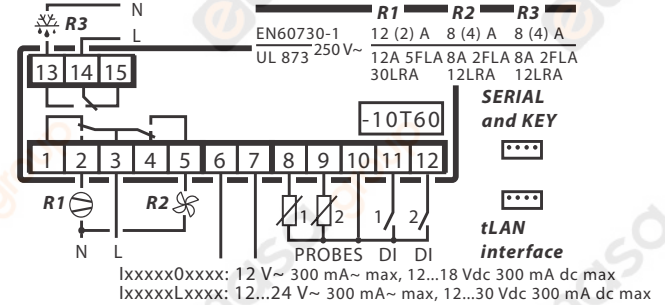 N
R3
L
R1 R2 R3
EN60730-1 12 (2) A 8 (4) A 8 (4) A
UL 873 250 V~ 12A 5FLA 8A 2FLA 8A 2FLA
30LRA 12LRA 12LRA
13 14 15
SERIAL
and KEY
-10T60
1 2 3 4 5 6 7 8 9 10 11 12
R1 R2 1 2 1 2
tLAN
interface
N L PROBES DI DI
Ixxxxx0xxxx: 12 V~ 300 mA~ max, 12...18 Vdc 300 mA dc max
IxxxxxLxxxx: 12...24 V~ 300 mA~ max, 12...30 Vdc 300 mA dc max